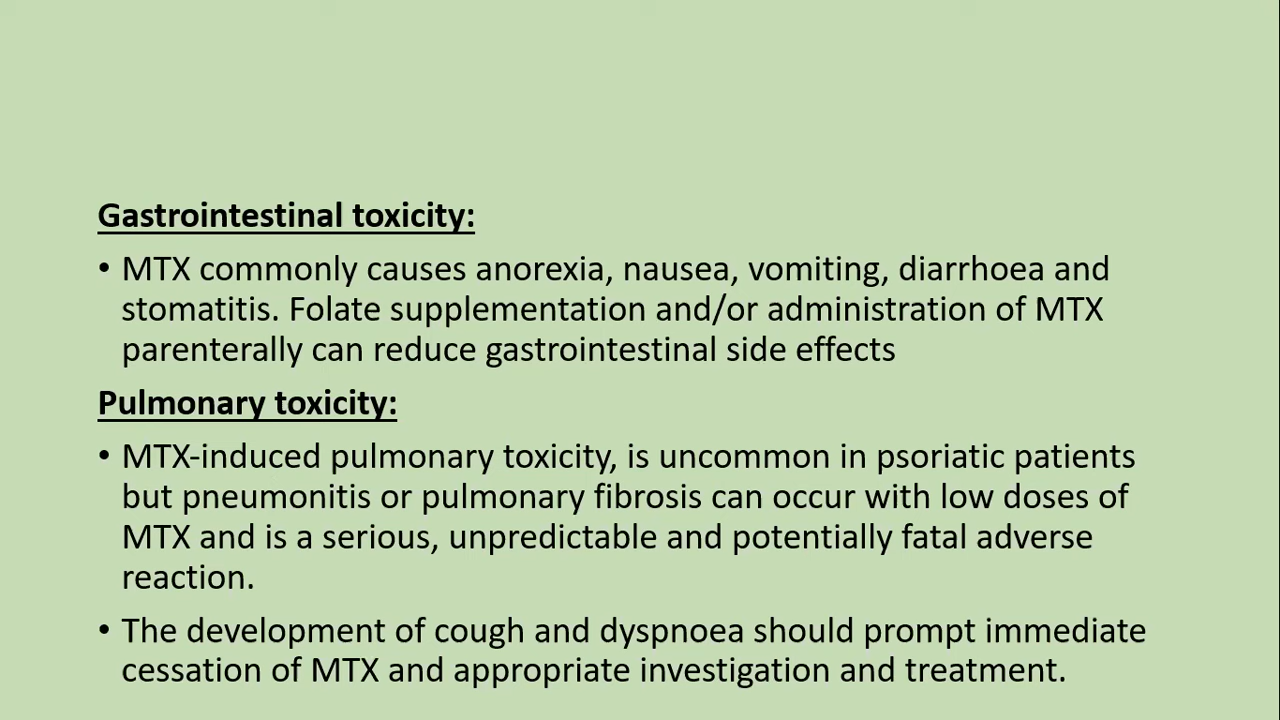 Gastrointestinal toxicity:
• MTX commonly causes anorexia, nausea, vomiting, diarrhoea and
stomatitis. Folate supplementation and/or administration of MTX
parenterally can reduce gastrointestinal side effects
Pulmonary toxicity:
• MTX-induced pulmonary toxicity, is uncommon in psoriatic patients
but pneumonitis or pulmonary fibrosis can occur with low doses of
MTX and is a serious, unpredictable and potentially fatal adverse
reaction.
• The development of cough and dyspnoea should prompt immediate
cessation of MTX and appropriate investigation and treatment.